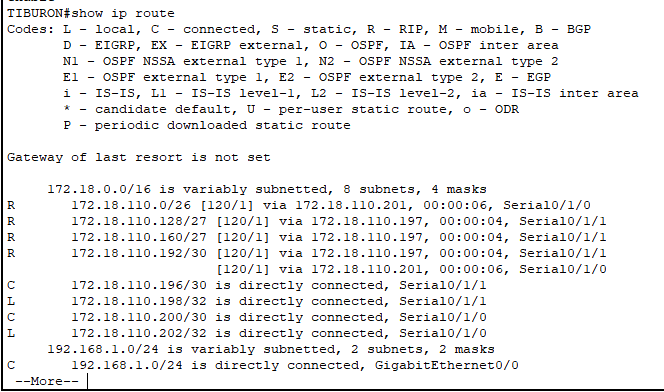 TIBURON#show ip route
Codes: L - local, C - connected, S - static, R - RIP, M - mobile, B - BGP
       D - EIGRP, EX - EIGRP external, O - OSPF, IA - OSPF inter area
       N1 - OSPF NSSA external type 1, N2 - OSPF NSSA external type 2
       E1 - OSPF external type 1, E2 - OSPF external type 2, E - EGP
       i - IS-IS, L1 - IS-IS level-1, L2 - IS-IS level-2, ia - IS-IS inter area
       * - candidate default, U - per-user static route, o - ODR
       P - periodic downloaded static route

Gateway of last resort is not set

     172.18.0.0/16 is variably subnetted, 8 subnets, 4 masks
R       172.18.110.0/26 [120/1] via 172.18.110.201, 00:00:06, Serial0/1/0
R       172.18.110.128/27 [120/1] via 172.18.110.197, 00:00:04, Serial0/1/1
R       172.18.110.160/27 [120/1] via 172.18.110.197, 00:00:04, Serial0/1/1
R       172.18.110.192/30 [120/1] via 172.18.110.197, 00:00:04, Serial0/1/1
                          [120/1] via 172.18.110.201, 00:00:06, Serial0/1/0
C       172.18.110.196/30 is directly connected, Serial0/1/1
L       172.18.110.198/32 is directly connected, Serial0/1/1
C       172.18.110.200/30 is directly connected, Serial0/1/0
L       172.18.110.202/32 is directly connected, Serial0/1/0
     192.168.1.0/24 is variably subnetted, 2 subnets, 2 masks
C       192.168.1.0/24 is directly connected, GigabitEthernet0/0
 --More--